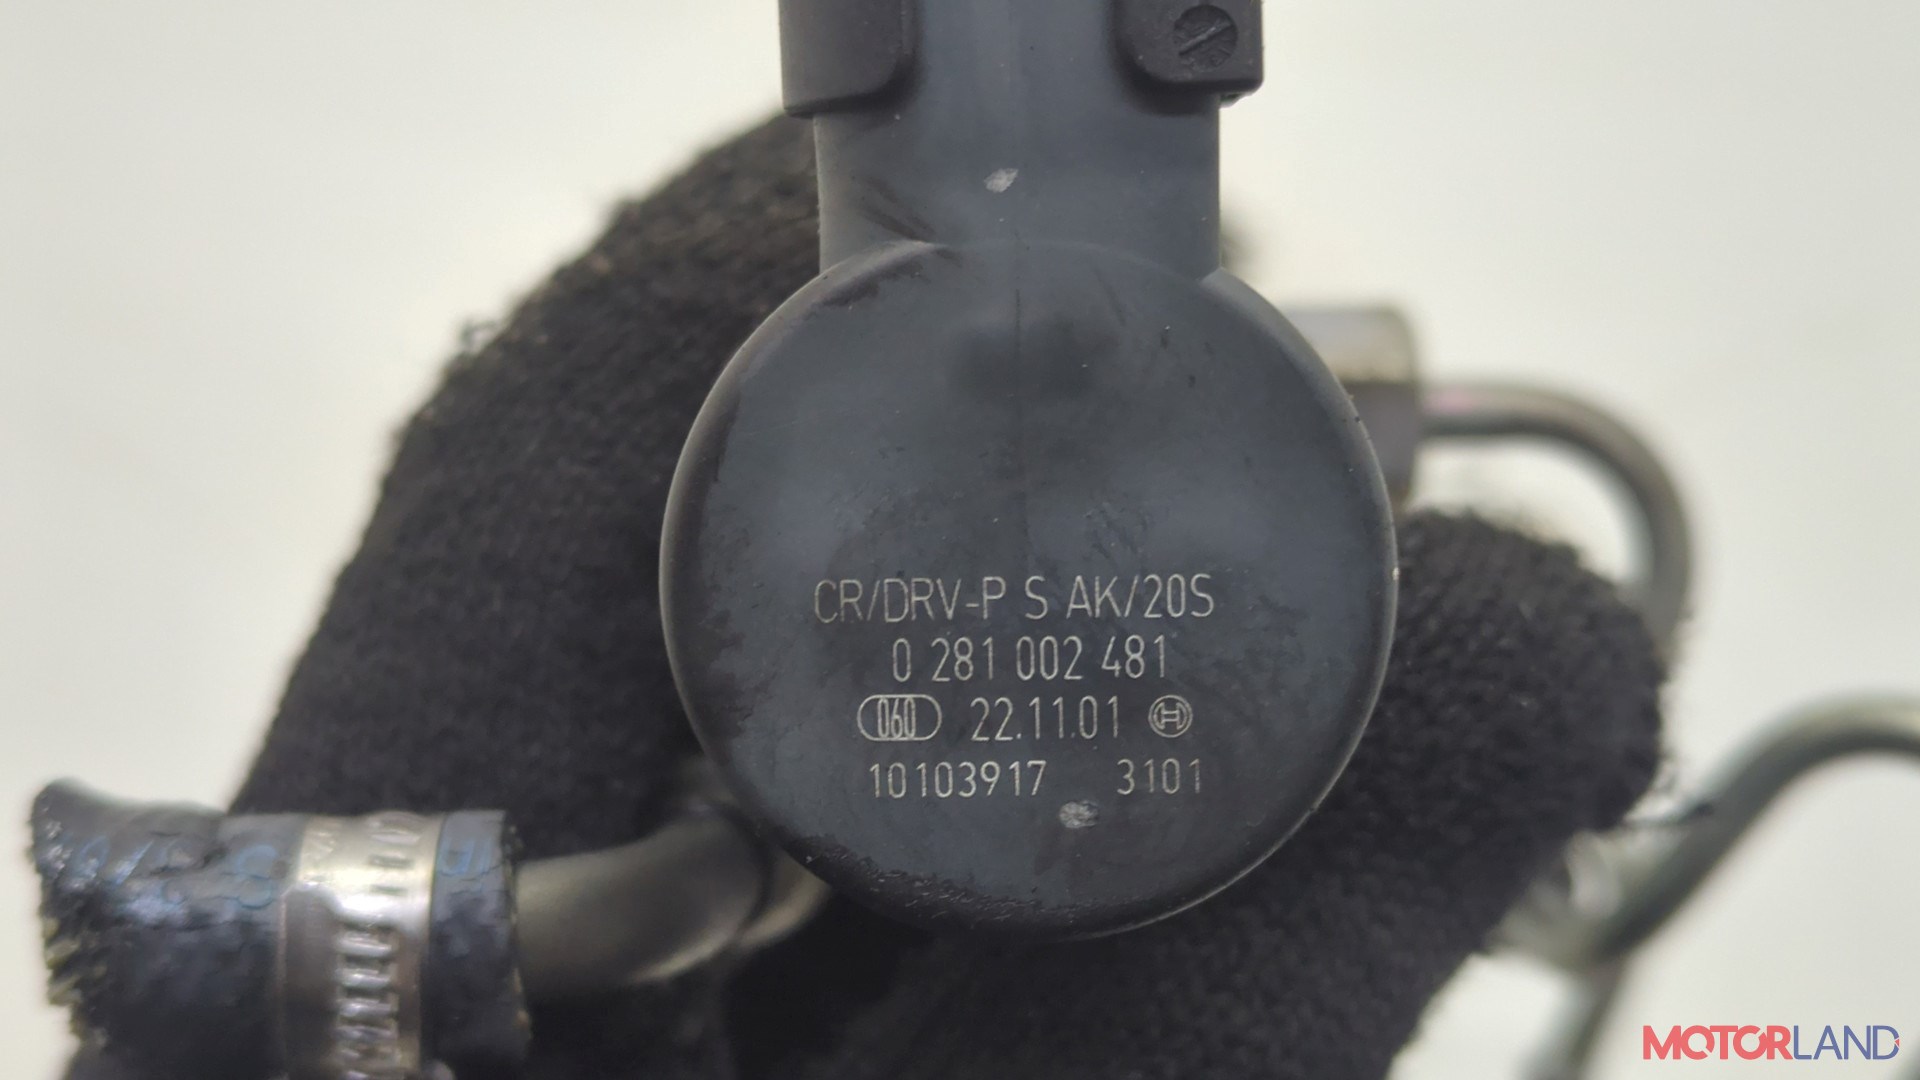 CR/DRV-P S AK/20S
0 281 002 481
060 22.11.01
10103917 3101
MOTORLAND